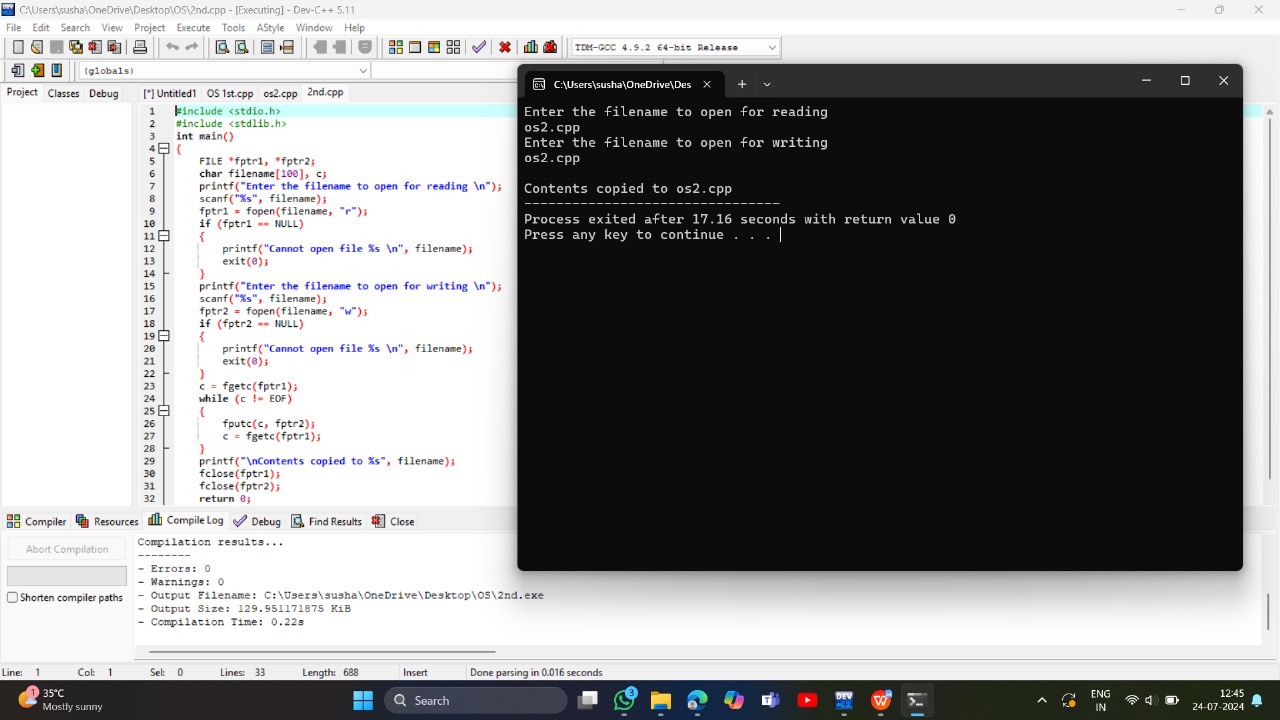 C:\Users\susha\OneDrive\Desktop\OS\2nd.cpp - [Executing] - Dev-C++ 5.11
File Edit Search View Project Execute Tools AStyle Window Help
TDM-GCC 4.9.2 64-bit Release
(globals)
Project Classes Debug
[*] Untitled1 OS 1st.cpp os2.cpp 2nd.cpp
1 #include <stdio.h>
2 #include <stdlib.h>
3 int main()
4 {
5 FILE *fptr1, *fptr2;
6 char filename[100], c;
7 printf("Enter the filename to open for reading \n");
8 scanf("%s", filename);
9 fptr1 = fopen(filename, "r");
10 if (fptr1 == NULL)
11 {
12 printf("Cannot open file %s \n", filename);
13 exit(0);
14 }
15 printf("Enter the filename to open for writing \n");
16 scanf("%s", filename);
17 fptr2 = fopen(filename, "w");
18 if (fptr2 == NULL)
19 {
20 printf("Cannot open file %s \n", filename);
21 exit(0);
22 }
23 c = fgetc(fptr1);
24 while (c != EOF)
25 {
26 fputc(c, fptr2);
27 c = fgetc(fptr1);
28 }
29 printf("\nContents copied to %s", filename);
30 fclose(fptr1);
31 fclose(fptr2);
32 return 0;
C:\Users\susha\OneDrive\Des
Enter the filename to open for reading
os2.cpp
Enter the filename to open for writing
os2.cpp
Contents copied to os2.cpp
--------------------------------
Process exited after 17.16 seconds with return value 0
Press any key to continue . . .
Compiler Resources Compile Log Debug Find Results Close
Abort Compilation
Shorten compiler paths
Compilation results...
--------
- Errors: 0
- Warnings: 0
- Output Filename: C:\Users\susha\OneDrive\Desktop\OS\2nd.exe
- Output Size: 129.951171875 KiB
- Compilation Time: 0.22s
Line: 1 Col: 1 Sel: 0 Lines: 33 Length: 688 Insert Done parsing in 0.016 seconds
1
35°C
Mostly sunny
Search
3
DEV
ENG
IN
12:45
24-07-2024